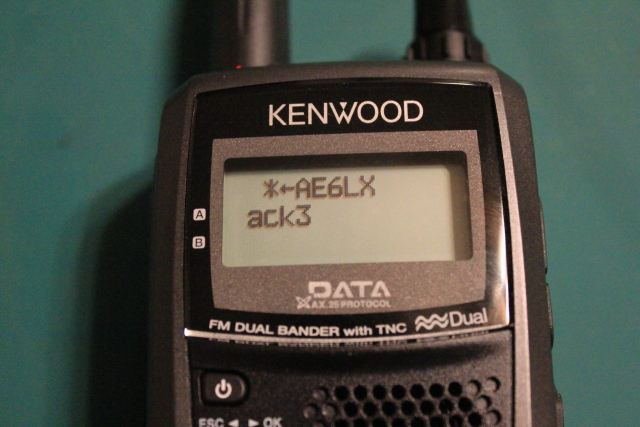 KENWOOD
*←AE6LX
ack3
A
B
DATA
AX.25 PROTOCOL
FM DUAL BANDER with TNC Dual
ESC ◄ ► OK